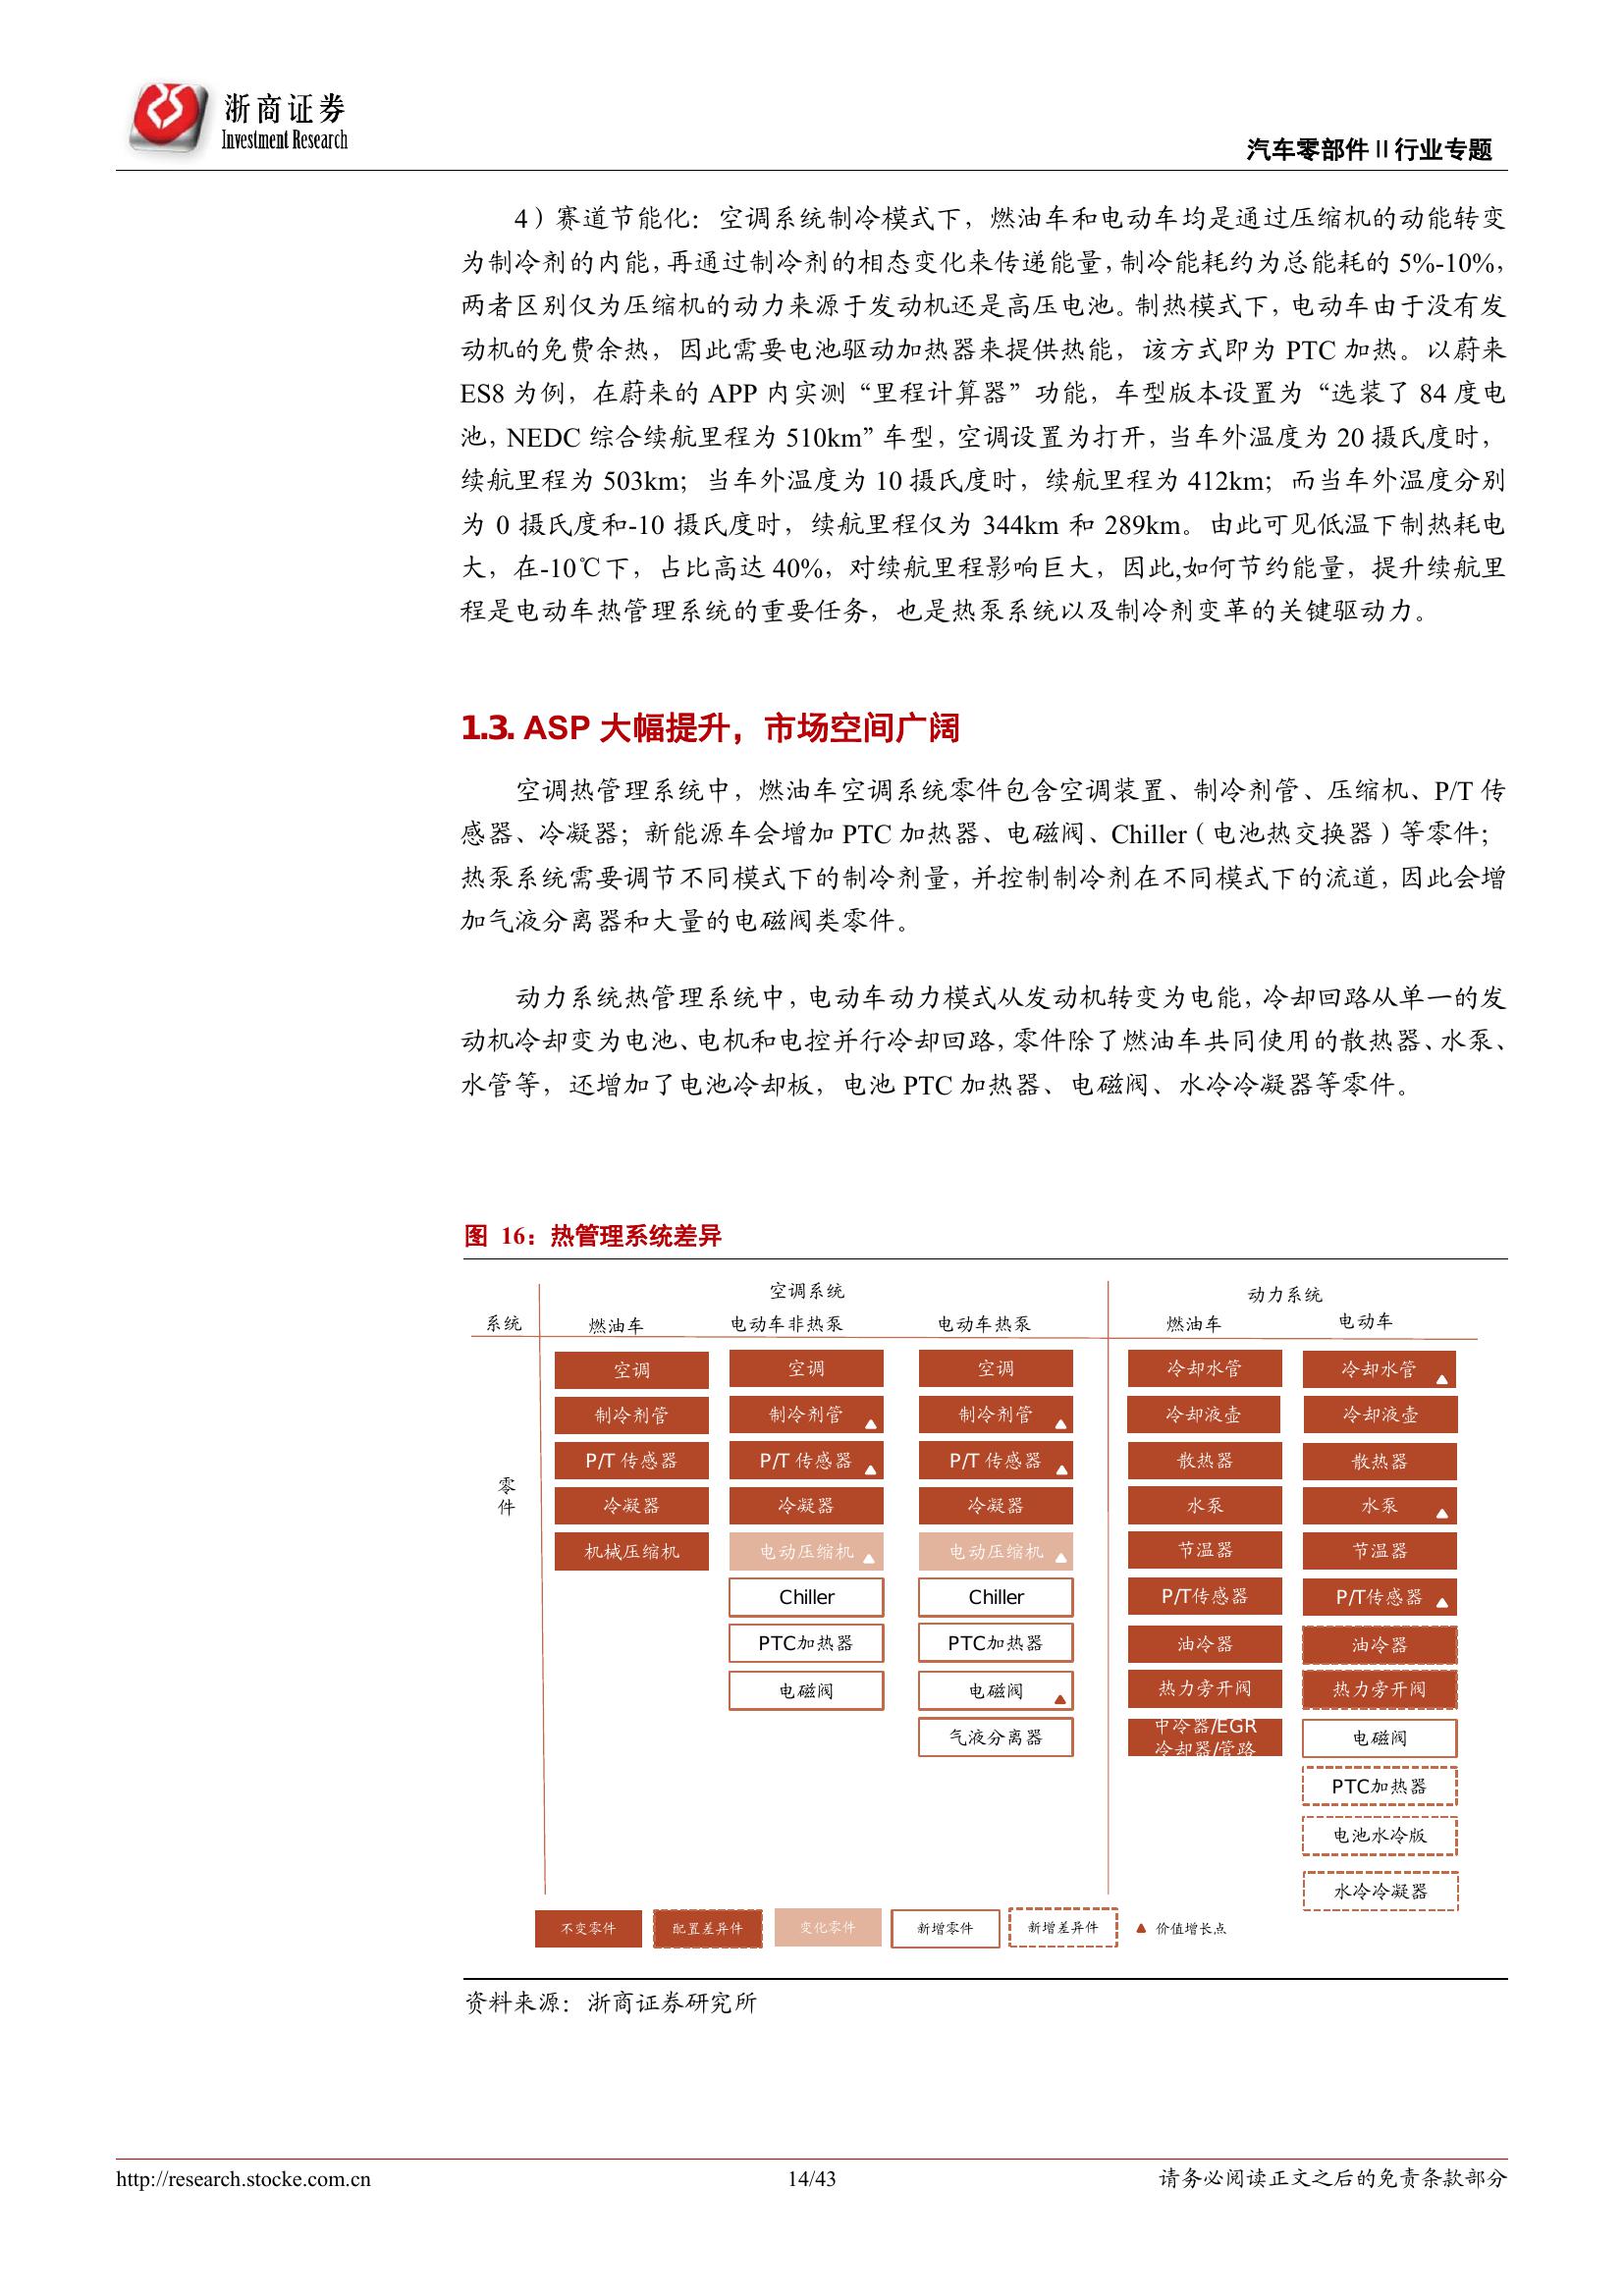 浙商证券
Investment Research
汽车零部件Ⅱ行业专题
4）赛道节能化：空调系统制冷模式下，燃油车和电动车均是通过压缩机的动能转变
为制冷剂的内能，再通过制冷剂的相态变化来传递能量，制冷能耗约为总能耗的 5%-10%，
两者区别仅为压缩机的动力来源于发动机还是高压电池。制热模式下，电动车由于没有发
动机的免费余热，因此需要电池驱动加热器来提供热能，该方式即为 PTC 加热。以蔚来
ES8 为例，在蔚来的 APP 内实测“里程计算器”功能，车型版本设置为“选装了 84 度电
池，NEDC 综合续航里程为 510km”车型，空调设置为打开，当车外温度为 20 摄氏度时，
续航里程为 503km；当车外温度为 10 摄氏度时，续航里程为 412km；而当车外温度分别
为 0 摄氏度和-10 摄氏度时，续航里程仅为 344km 和 289km。由此可见低温下制热耗电
大，在-10℃下，占比高达 40%，对续航里程影响巨大，因此,如何节约能量，提升续航里
程是电动车热管理系统的重要任务，也是热泵系统以及制冷剂变革的关键驱动力。
1.3. ASP 大幅提升，市场空间广阔
空调热管理系统中，燃油车空调系统零件包含空调装置、制冷剂管、压缩机、P/T 传
感器、冷凝器；新能源车会增加 PTC 加热器、电磁阀、Chiller（电池热交换器）等零件；
热泵系统需要调节不同模式下的制冷剂量，并控制制冷剂在不同模式下的流道，因此会增
加气液分离器和大量的电磁阀类零件。
动力系统热管理系统中，电动车动力模式从发动机转变为电能，冷却回路从单一的发
动机冷却变为电池、电机和电控并行冷却回路，零件除了燃油车共同使用的散热器、水泵、
水管等，还增加了电池冷却板，电池 PTC 加热器、电磁阀、水冷冷凝器等零件。
图 16：热管理系统差异
空调系统 动力系统
系统 燃油车 电动车非热泵 电动车热泵 燃油车 电动车
空调 空调 空调 冷却水管 冷却水管
制冷剂管 制冷剂管 制冷剂管 冷却液壶 冷却液壶
P/T 传感器 P/T 传感器 P/T 传感器 散热器 散热器
零
件
冷凝器 冷凝器 冷凝器 水泵 水泵
机械压缩机 电动压缩机 电动压缩机 节温器 节温器
Chiller Chiller P/T传感器 P/T传感器
PTC加热器 PTC加热器 油冷器 油冷器
电磁阀 电磁阀 热力旁开阀 热力旁开阀
气液分离器 中冷器/EGR
冷却器/管路 电磁阀
PTC加热器
电池水冷版
水冷冷凝器
不变零件 配置差异件 变化零件 新增零件 新增差异件 价值增长点
资料来源：浙商证券研究所
http://research.stocke.com.cn 14/43 请务必阅读正文之后的免责条款部分